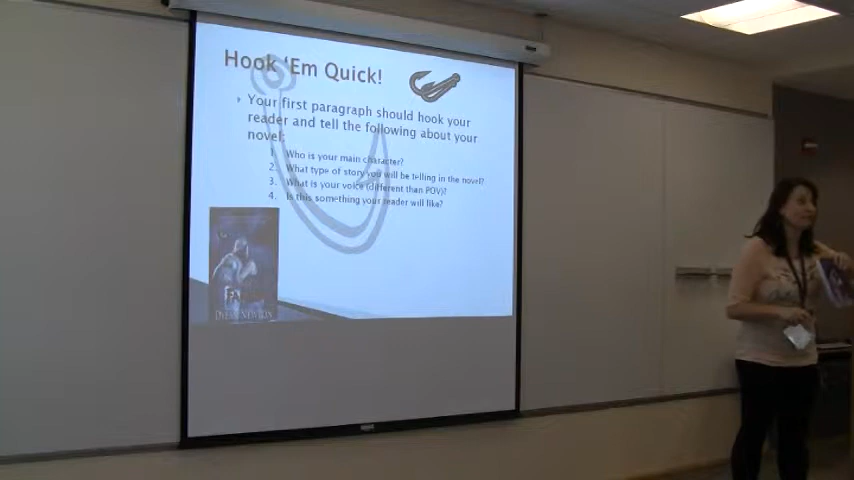 Hook 'Em Quick!
Your first paragraph should hook your
reader and tell the following about your
novel:
1. Who is your main character?
2. What type of story you will be telling in the novel?
3. What is your voice (different than POV)?
4. Is this something your reader will like?
NEWTON